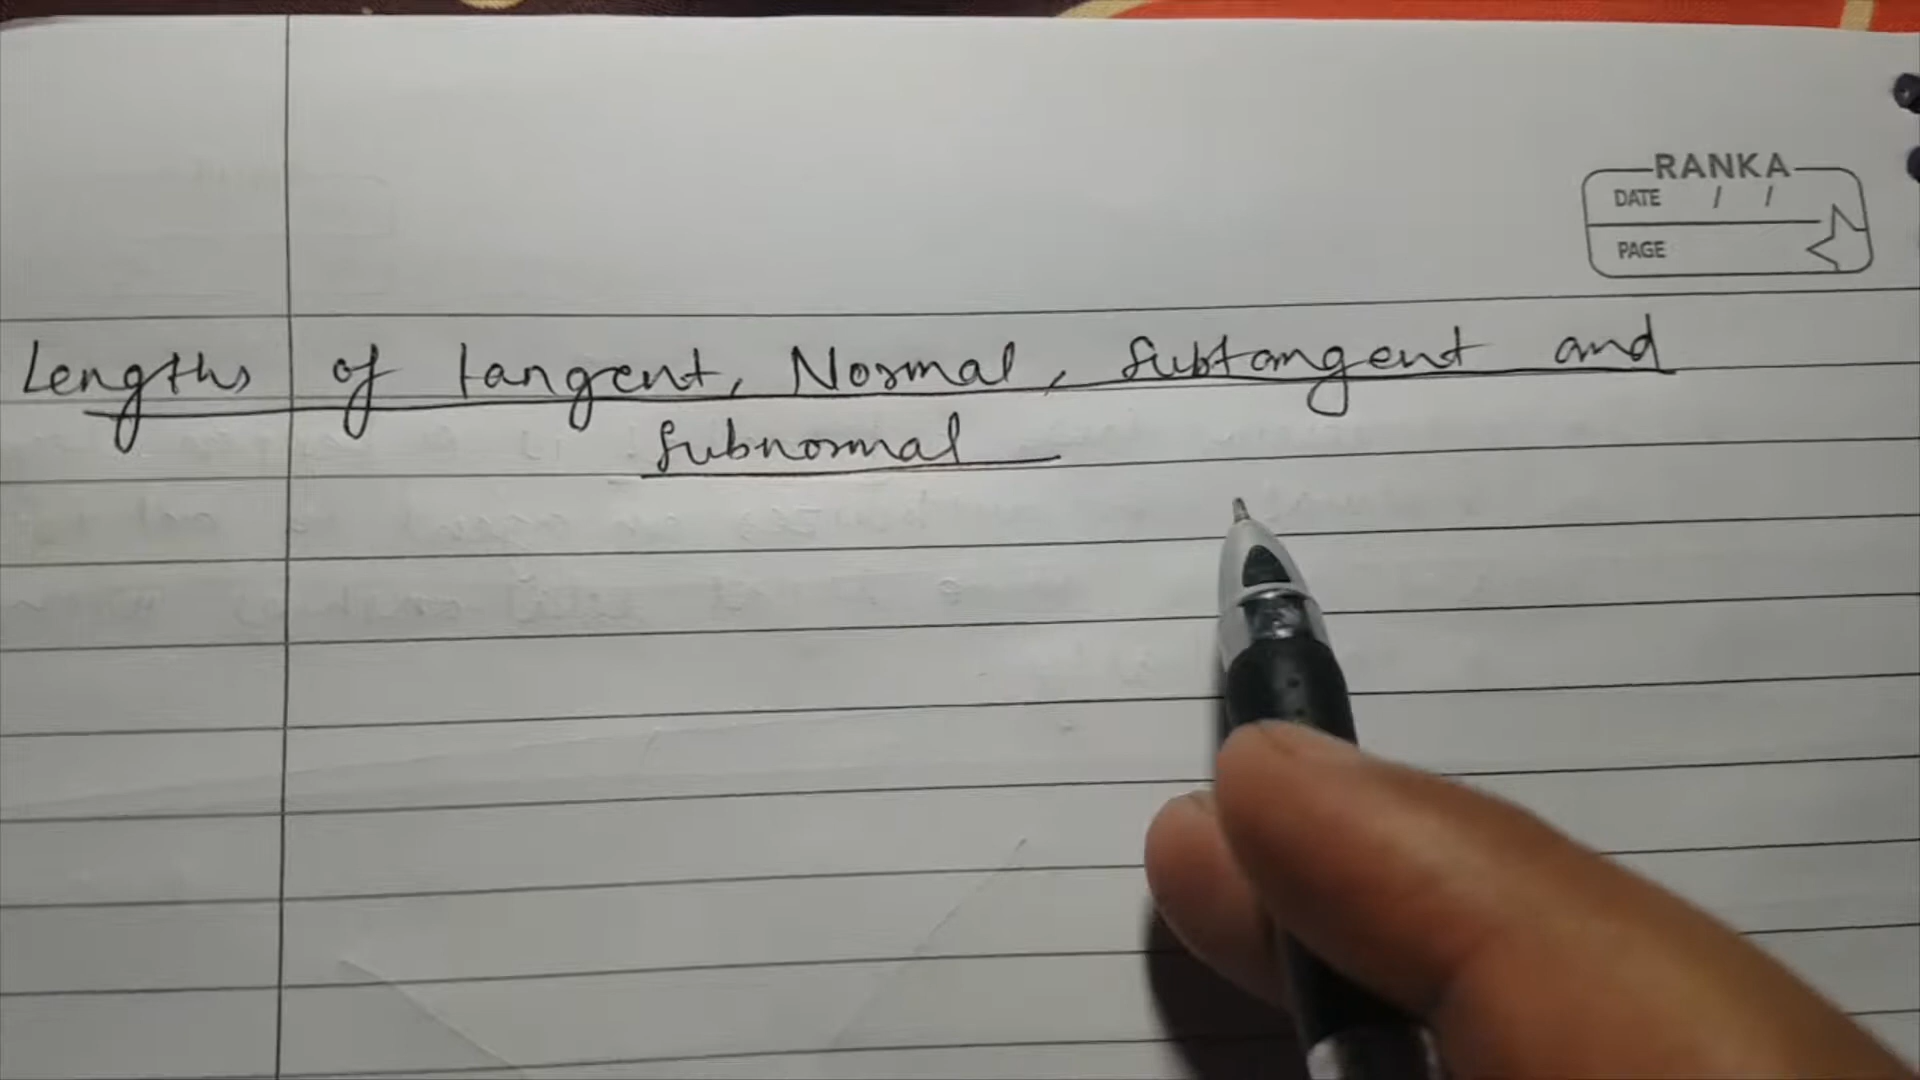 RANKA
DATE / /
PAGE
Lengths of tangent, Normal, Subtangent and
Subnormal